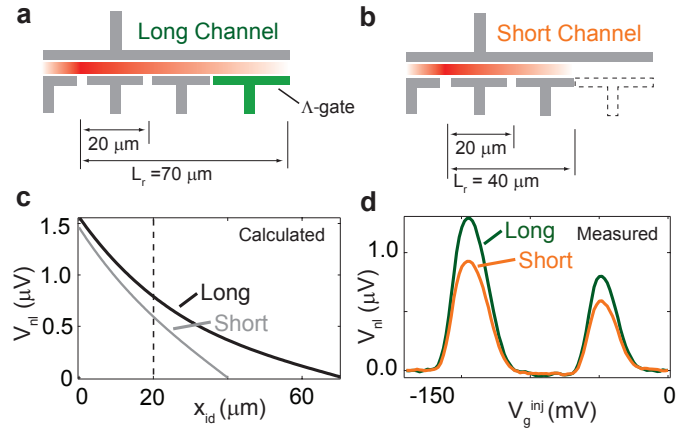 a
Long Channel
Λ-gate
20 μm
L_r =70 μm
b
Short Channel
20 μm
L_r = 40 μm
c
Calculated
Long
Short
V_nl (μV)
1.5
1.0
0.5
0
0
20
40
60
x_id (μm)
d
Measured
Long
Short
V_nl (μV)
1.0
0.0
-150
0
V_g^inj (mV)